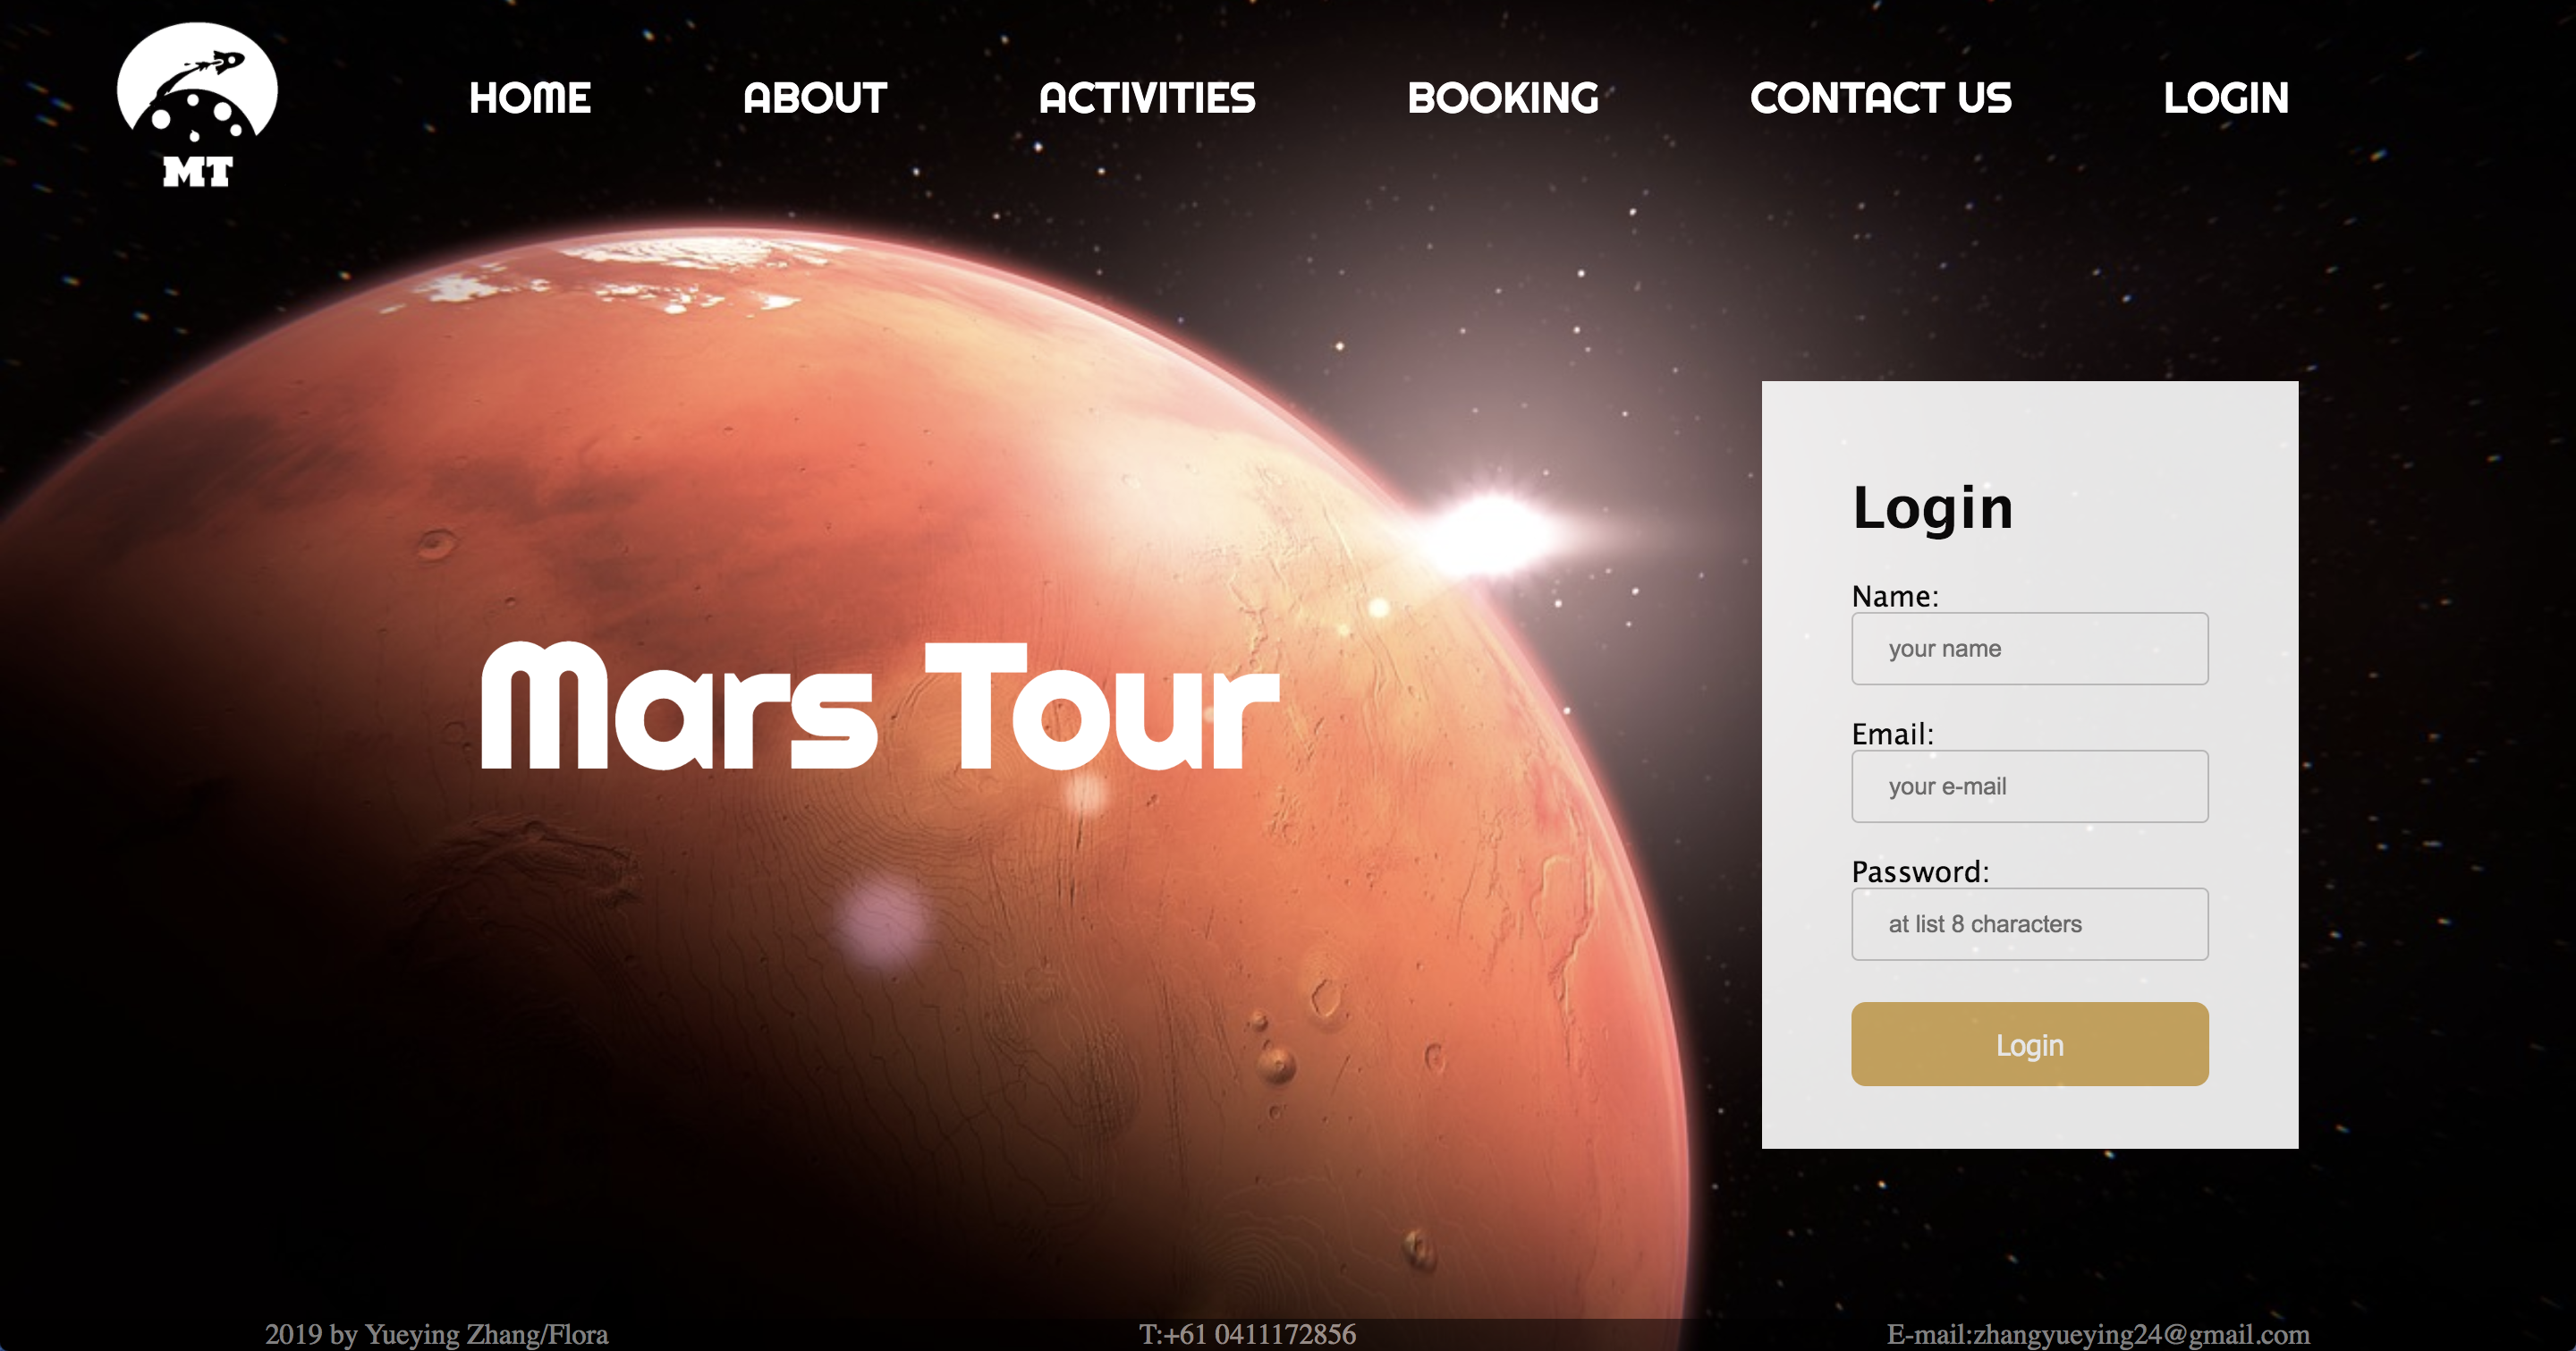 MT
HOME ABOUT ACTIVITIES BOOKING CONTACT US LOGIN
Mars Tour
Login
Name:
your name
Email:
your e-mail
Password:
at list 8 characters
Login
2019 by Yueying Zhang/Flora T:+61 0411172856 E-mail:zhangyueying24@gmail.com